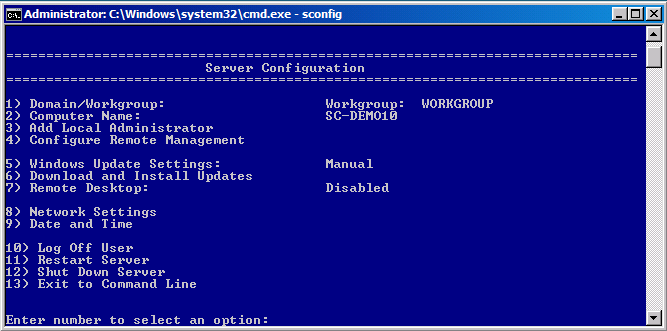 Administrator: C:\Windows\system32\cmd.exe - sconfig
===============================================================================
Server Configuration
===============================================================================
1) Domain/Workgroup: Workgroup: WORKGROUP
2) Computer Name: SC-DEMO10
3) Add Local Administrator
4) Configure Remote Management
5) Windows Update Settings: Manual
6) Download and Install Updates
7) Remote Desktop: Disabled
8) Network Settings
9) Date and Time
10) Log Off User
11) Restart Server
12) Shut Down Server
13) Exit to Command Line
Enter number to select an option: